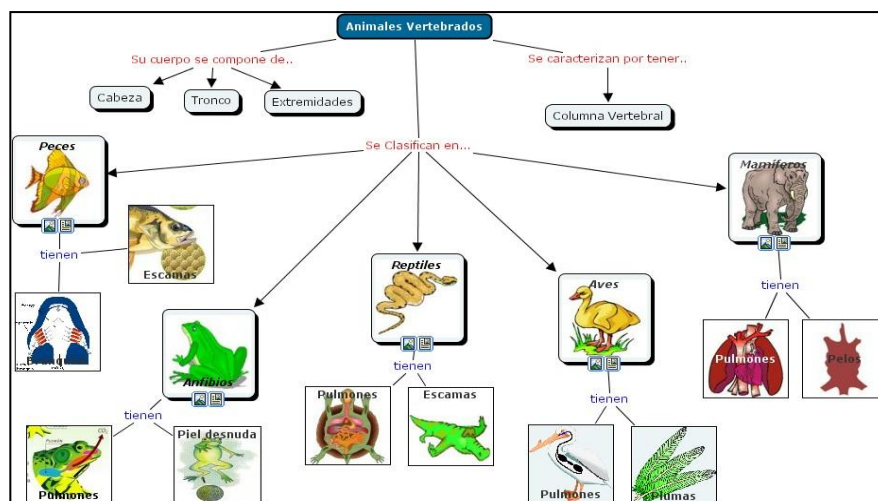 Animales Vertebrados
Su cuerpo se compone de..
Se caracterizan por tener..
Cabeza
Tronco
Extremidades
Columna Vertebral
Se Clasifican en...
Peces
Mamíferos
tienen
Escamas
Reptiles
Aves
tienen
Branquias
Anfibios
tienen
Pulmones
Escamas
tienen
Pulmones
Pelos
tienen
Piel desnuda
Pulmones
CO₂
Pulmones
Plumas